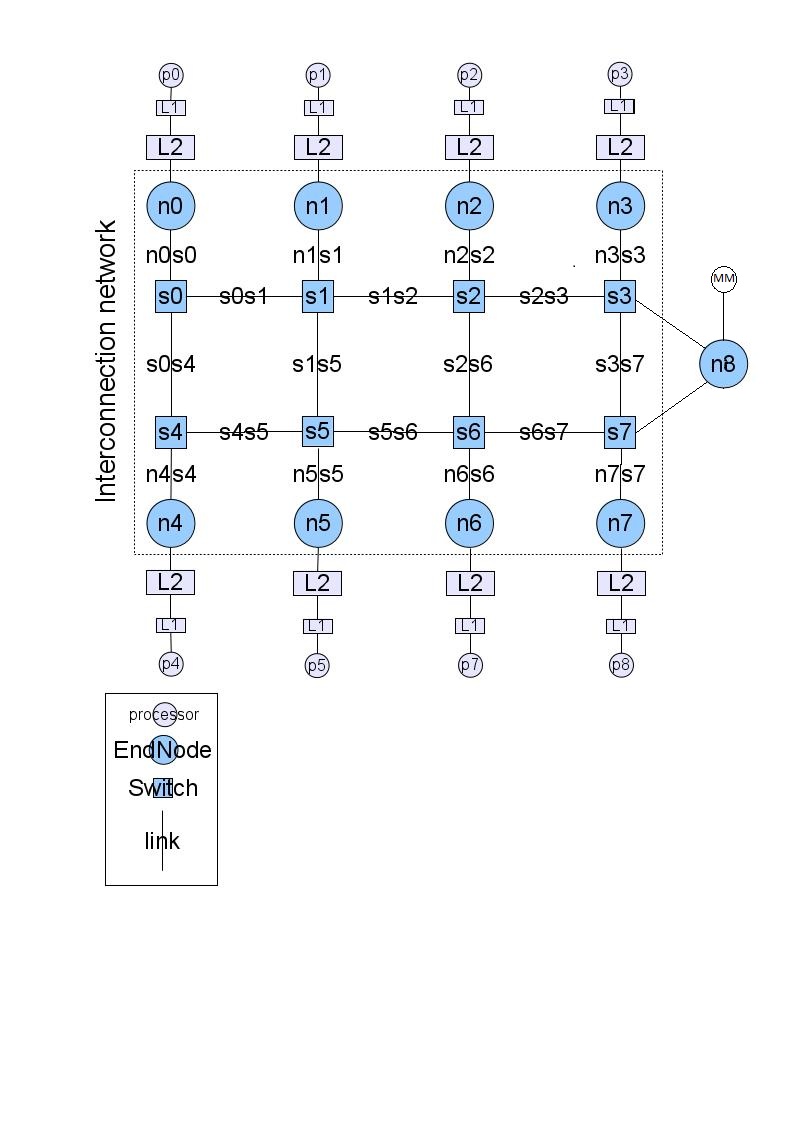 p0 p1 p2 p3
L1 L1 L1 L1
L2 L2 L2 L2
n0 n1 n2 n3
n0s0 n1s1 n2s2 n3s3
MM
s0 s0s1 s1 s1s2 s2 s2s3 s3
Interconnection network
s0s4 s1s5 s2s6 s3s7 n8
s4 s4s5 s5 s5s6 s6 s6s7 s7
n4s4 n5s5 n6s6 n7s7
n4 n5 n6 n7
L2 L2 L2 L2
L1 L1 L1 L1
p4 p5 p7 p8
processor
EndNode
Switch
link